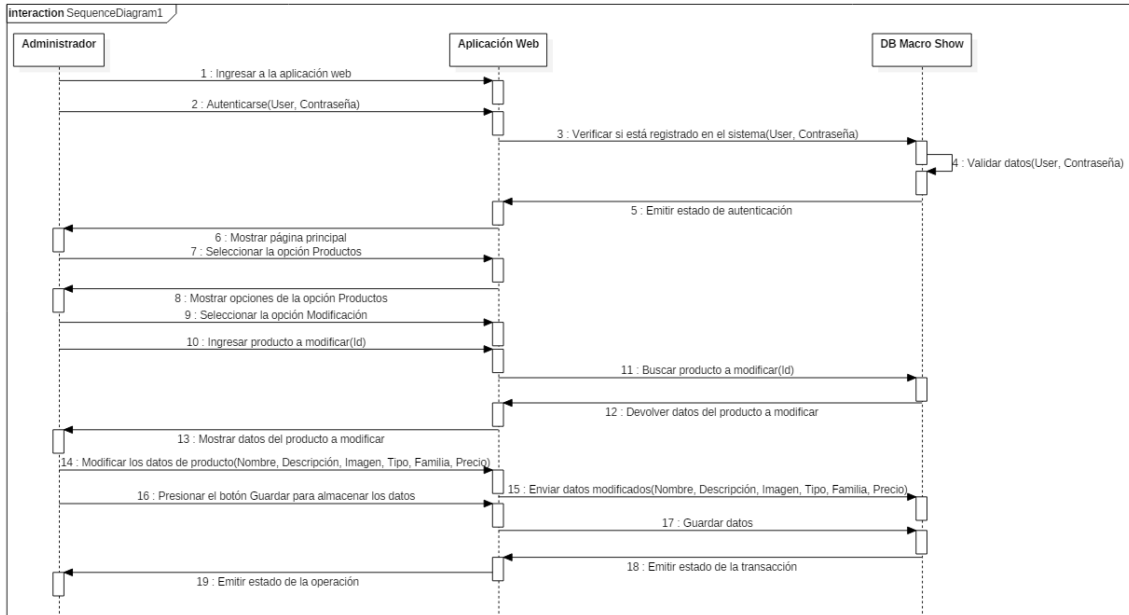 interaction SequenceDiagram1
Administrador
Aplicación Web
DB Macro Show
1 : Ingresar a la aplicación web
2 : Autenticarse(User, Contraseña)
3 : Verificar si está registrado en el sistema(User, Contraseña)
4 : Validar datos(User, Contraseña)
5 : Emitir estado de autenticación
6 : Mostrar página principal
7 : Seleccionar la opción Productos
8 : Mostrar opciones de la opción Productos
9 : Seleccionar la opción Modificación
10 : Ingresar producto a modificar(Id)
11 : Buscar producto a modificar(Id)
12 : Devolver datos del producto a modificar
13 : Mostrar datos del producto a modificar
14 : Modificar los datos de producto(Nombre, Descripción, Imagen, Tipo, Familia, Precio)
15 : Enviar datos modificados(Nombre, Descripción, Imagen, Tipo, Familia, Precio)
16 : Presionar el botón Guardar para almacenar los datos
17 : Guardar datos
18 : Emitir estado de la transacción
19 : Emitir estado de la operación